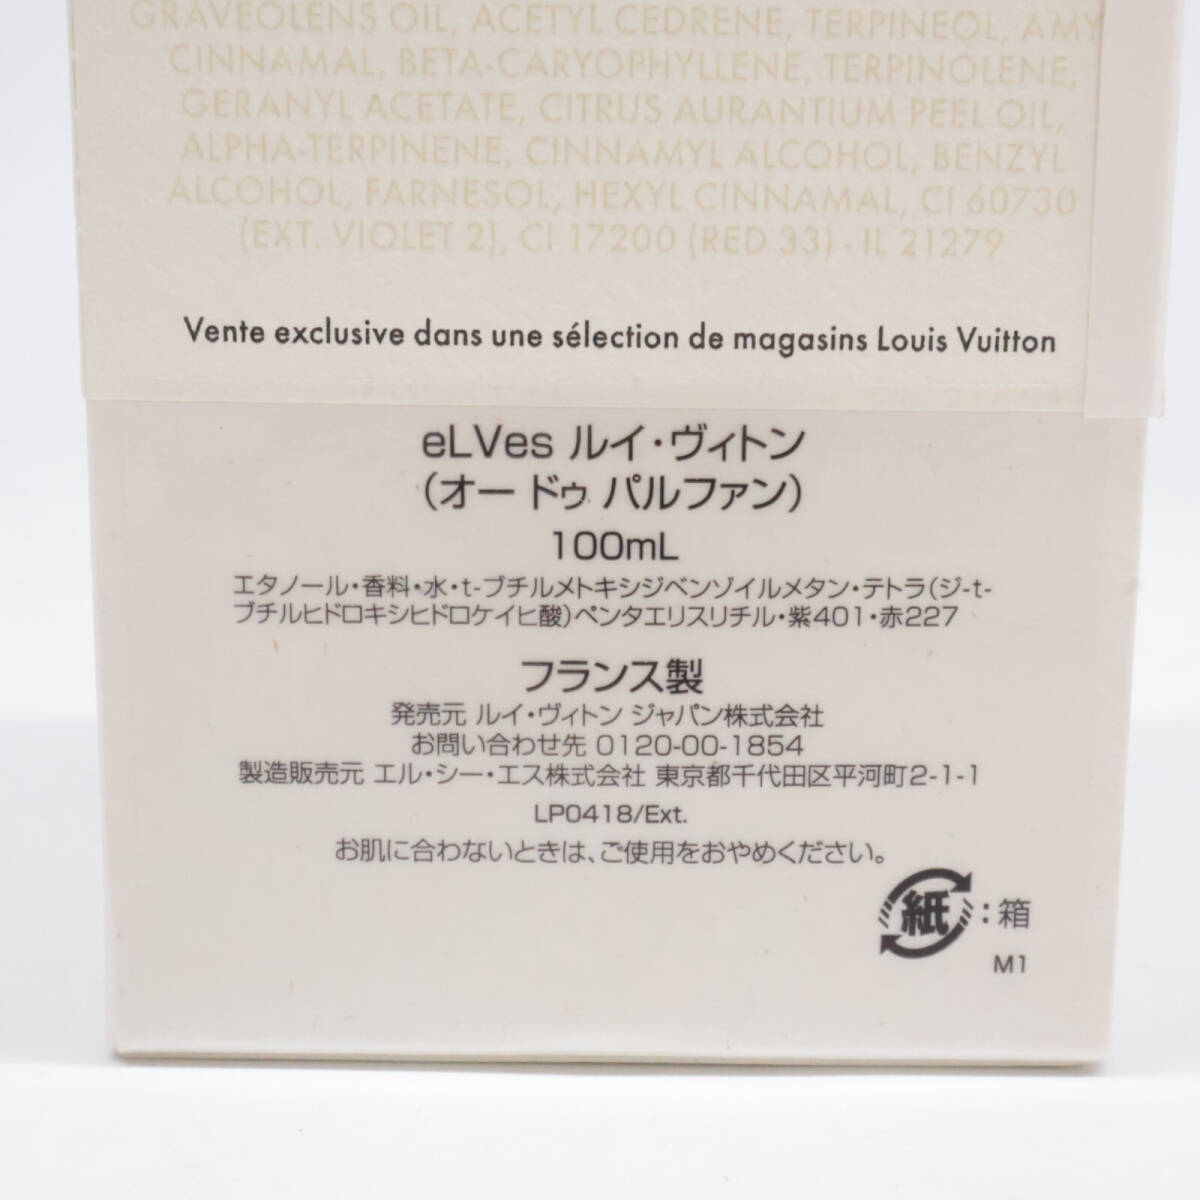 GRAVEOLENS OIL, ACETYL CEDRENE, TERPINEOL, AMY
CINNAMAL, BETA-CARYOPHYLLENE, TERPINOLENE,
GERANYL ACETATE, CITRUS AURANTIUM PEEL OIL,
ALPHA-TERPINENE, CINNAMYL ALCOHOL, BENZYL
ALCOHOL, FARNESOL, HEXYL CINNAMAL, CI 60730
(EXT. VIOLET 2), CI 17200 (RED 33) · IL 21279
Vente exclusive dans une sélection de magasins Louis Vuitton
eLVes ルイ・ヴィトン
(オー ドゥ パルファン)
100mL
エタノール・香料・水・t-ブチルメトキシジベンゾイルメタン・テトラ(ジ-t-
ブチルヒドロキシヒドロケイヒ酸)ペンタエリスリチル・紫401・赤227
フランス製
発売元 ルイ・ヴィトン ジャパン株式会社
お問い合わせ先 0120-00-1854
製造販売元 エル・シー・エス株式会社 東京都千代田区平河町2-1-1
LP0418/Ext.
お肌に合わないときは、ご使用をおやめください。
紙:箱
M1